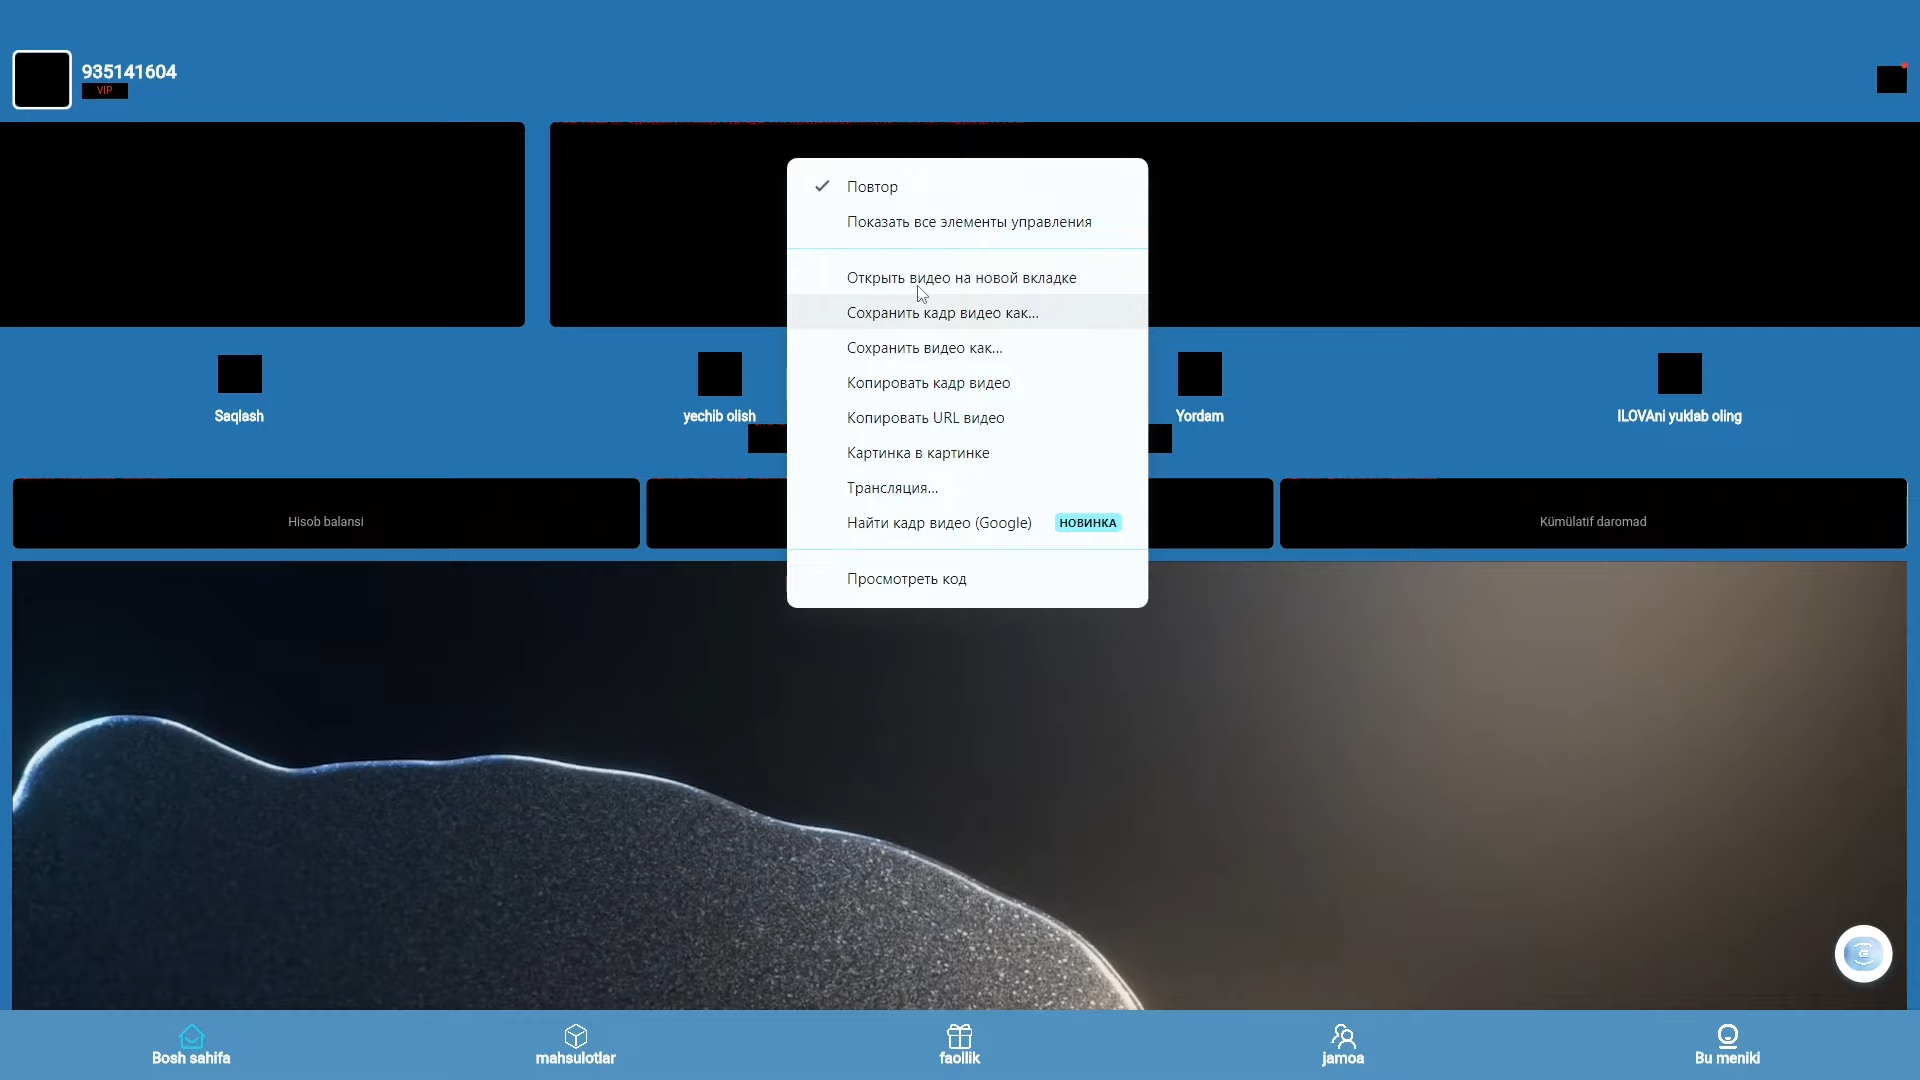 935141604
VIP
Повтор
Показать все элементы управления
Открыть видео на новой вкладке
Сохранить кадр видео как...
Сохранить видео как...
Копировать кадр видео
Копировать URL видео
Картинка в картинке
Трансляция...
Найти кадр видео (Google) НОВИНКА
Просмотреть код
Saqlash
yechib olish
Yordam
ILOVAni yuklab oling
Hisob balansi
Kümülatif daromad
Bosh sahifa
mahsulotlar
faollik
jamoa
Bu meniki